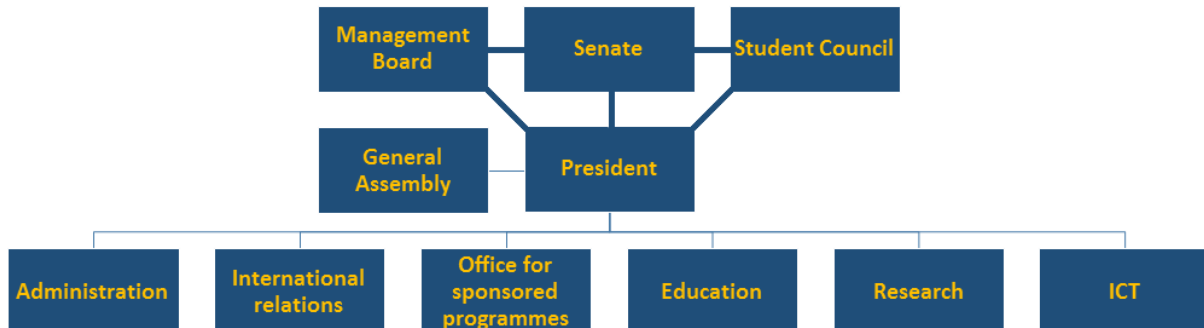 Management
Board
Senate
Student Council
General
Assembly
President
Administration
International
relations
Office for
sponsored
programmes
Education
Research
ICT